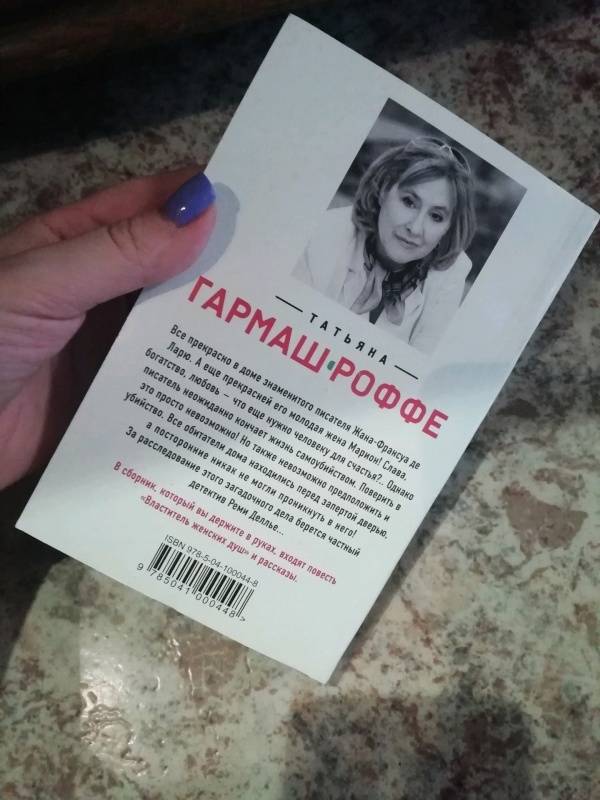 ТАТЬЯНА
ГАРМАШ-РОФФЕ
Все прекрасно в доме знаменитого писателя Жана-Франсуа де
Ларю. А еще прекрасней его молодая жена Марион! Слава,
богатство, любовь – что еще нужно человеку для счастья?.. Однако
писатель неожиданно кончает жизнь самоубийством. Поверить в
это просто невозможно! Но также невозможно предположить и
убийство. Все обитатели дома находились перед запертой дверью,
а посторонние никак не могли проникнуть в него!
За расследование этого загадочного дела берется частный
детектив Реми Деллье...
В сборник, который вы держите в руках, входят повесть
«Властитель женских душ» и рассказы.
ISBN 978-5-04-100044-8
9 785041 000448 >